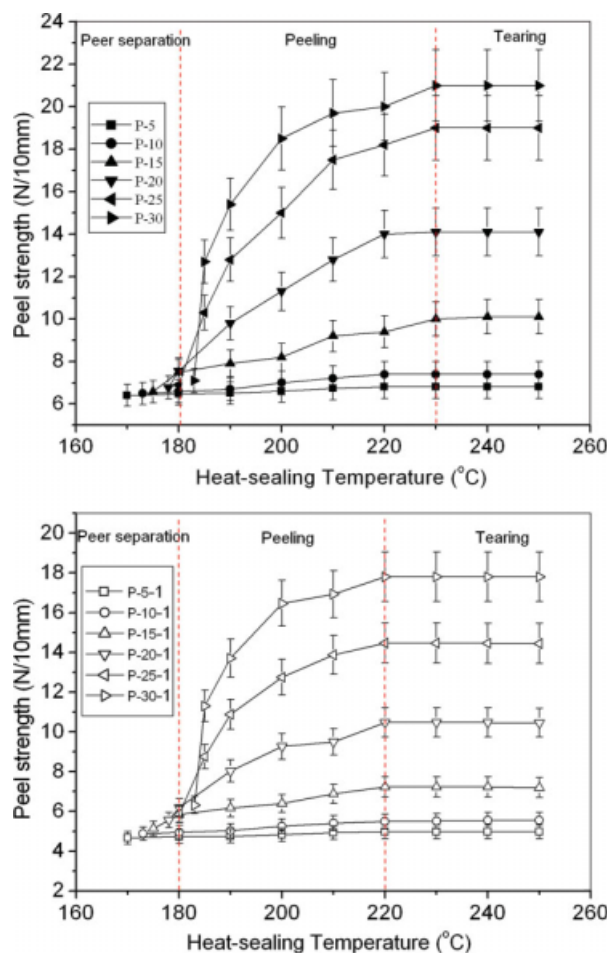 24
22
20
18
16
14
12
10
8
6
Peel strength (N/10mm)
Peer separation
Peeling
Tearing
P-5
P-10
P-15
P-20
P-25
P-30
160
180
200
220
240
260
Heat-sealing Temperature (°C)
20
18
16
14
12
10
8
6
4
2
Peel strength (N/10mm)
Peer separation
Peeling
Tearing
P-5-1
P-10-1
P-15-1
P-20-1
P-25-1
P-30-1
160
180
200
220
240
260
Heat-sealing Temperature (°C)